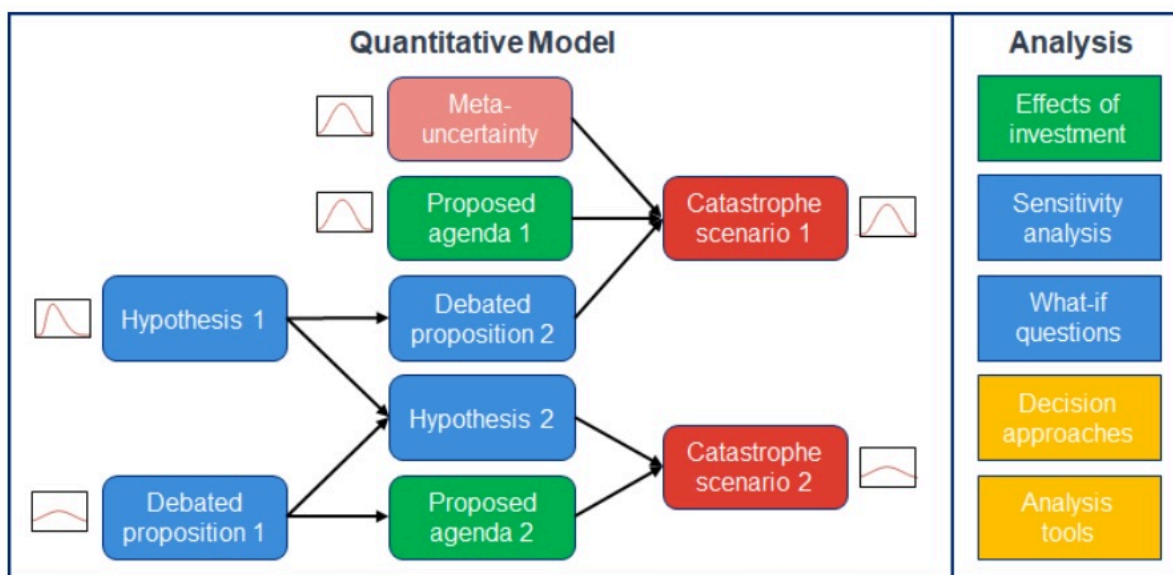 Quantitative Model
Meta-
uncertainty
Proposed
agenda 1
Catastrophe
scenario 1
Hypothesis 1
Debated
proposition 2
Hypothesis 2
Catastrophe
scenario 2
Debated
proposition 1
Proposed
agenda 2
Analysis
Effects of
investment
Sensitivity
analysis
What-if
questions
Decision
approaches
Analysis
tools